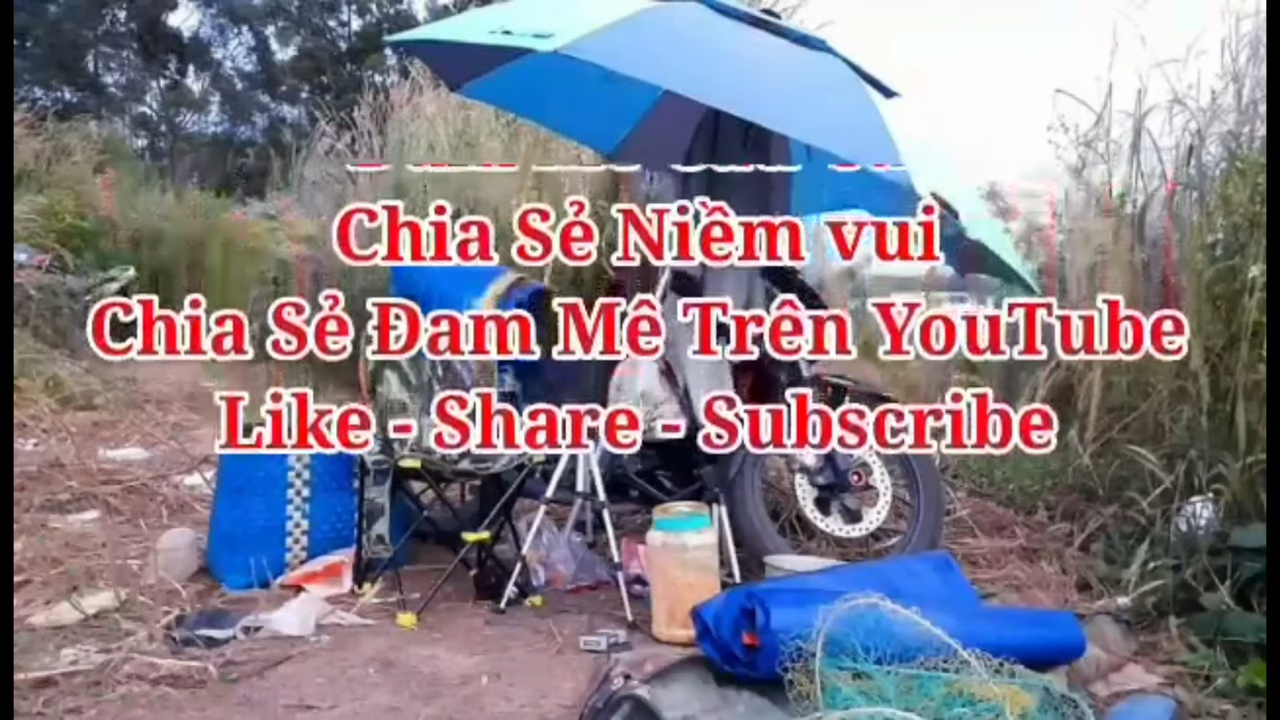 Chia Sẻ Niềm vui
Chia Sẻ Đam Mê Trên YouTube
Like - Share - Subscribe